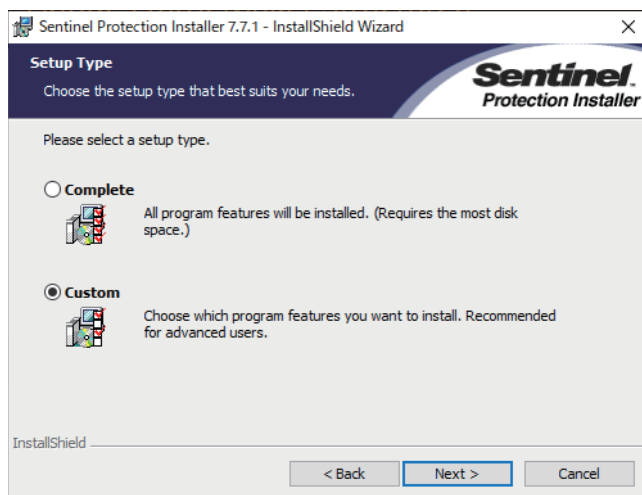 Sentinel Protection Installer 7.7.1 - InstallShield Wizard
Setup Type
Choose the setup type that best suits your needs.
Sentinel.
Protection Installer
Please select a setup type.
Complete
All program features will be installed. (Requires the most disk
space.)
Custom
Choose which program features you want to install. Recommended
for advanced users.
InstallShield
< Back
Next >
Cancel